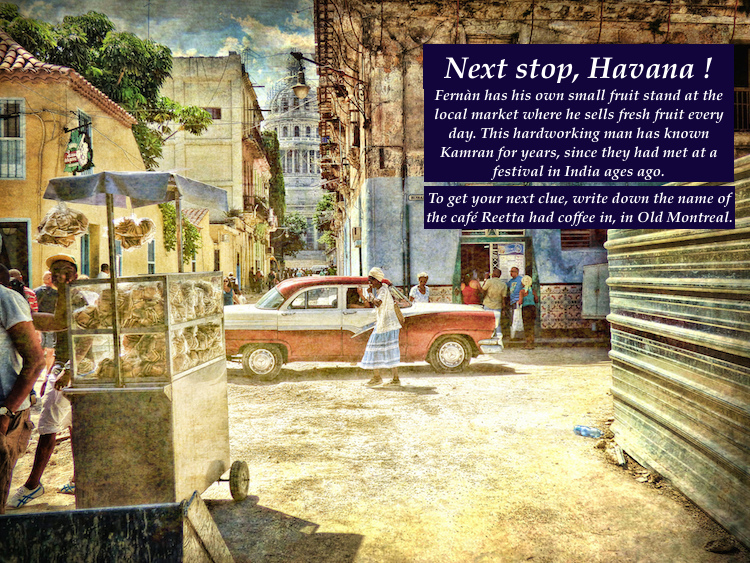 Next stop, Havana !
Fernàn has his own small fruit stand at the
local market where he sells fresh fruit every
day. This hardworking man has known
Kamran for years, since they had met at a
festival in India ages ago.
To get your next clue, write down the name of
the café Reetta had coffee in, in Old Montreal.